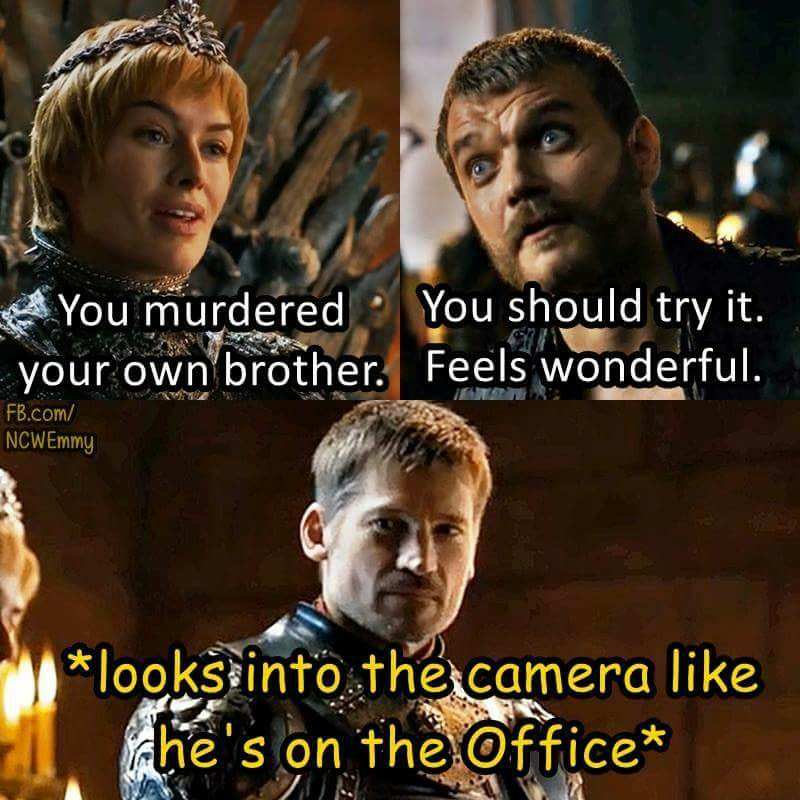 You murdered
your own brother.
You should try it.
Feels wonderful.
FB.com/
NCWEmmy
*looks into the camera like
he's on the Office*